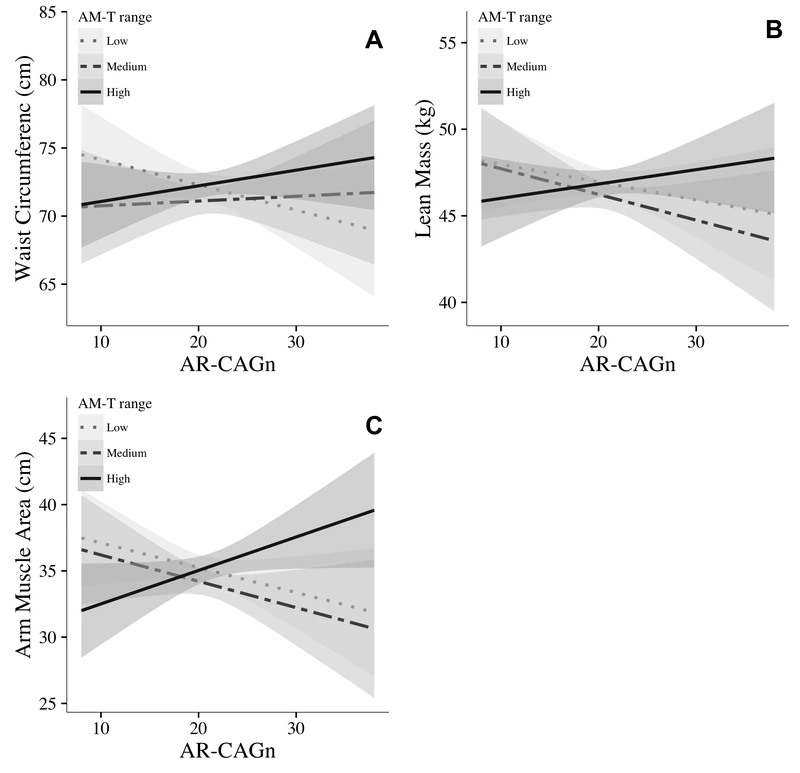 AM-T range
Low
Medium
High
A
85
80
75
70
65
Waist Circumferenc (cm)
10 20 30
AR-CAGn
AM-T range
Low
Medium
High
B
55
50
45
40
Lean Mass (kg)
10 20 30
AR-CAGn
AM-T range
Low
Medium
High
C
45
40
35
30
25
Arm Muscle Area (cm)
10 20 30
AR-CAGn